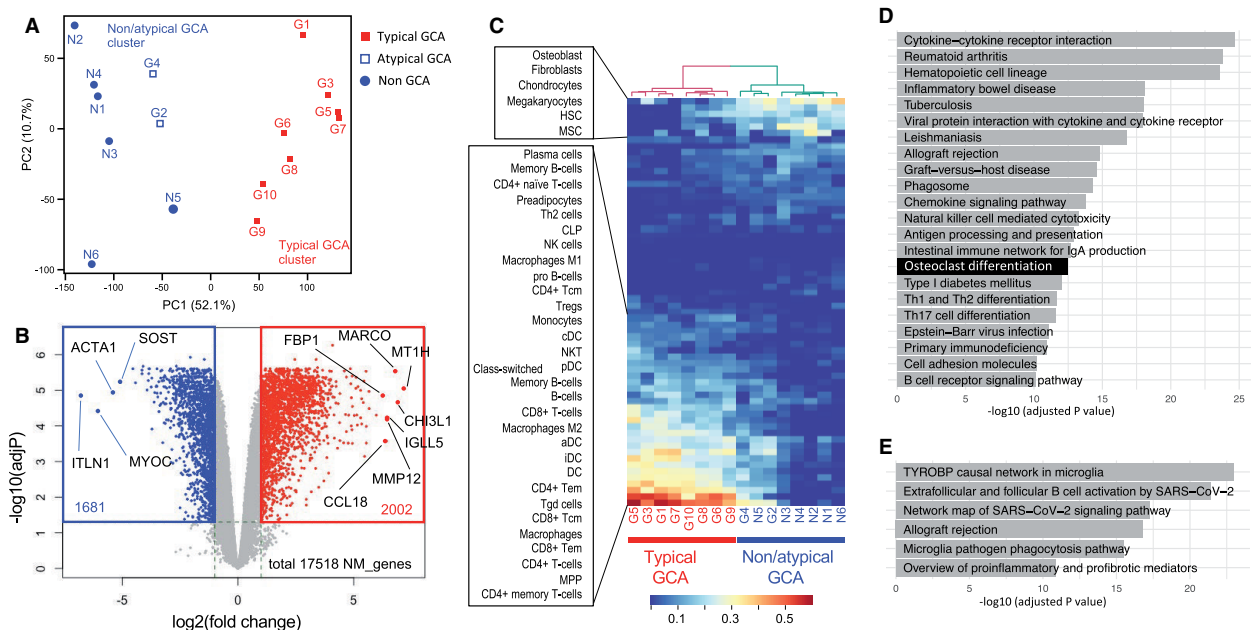 A
Non/atypical GCA
cluster
N2
G4
N4
N1
G2
N3
N5
N6
G1
G3
G5
G7
G6
G8
G10
G9
Typical GCA
cluster
50
0
-50
-100
PC2 (10.7%)
-150
-100
-50
0
50
100
PC1 (52.1%)
Typical GCA
Atypical GCA
Non GCA
B
ACTA1
SOST
ITLN1
MYOC
1681
FBP1
MARCO
MT1H
CHI3L1
IGLL5
MMP12
CCL18
2002
total 17518 NM_genes
6
5
4
3
2
1
0
-log10(adjP)
-5
0
5
log2(fold change)
C
Osteoblast
Fibroblasts
Chondrocytes
Megakaryocytes
HSC
MSC
Plasma cells
Memory B-cells
CD4+ naïve T-cells
Preadipocytes
Th2 cells
CLP
NK cells
Macrophages M1
pro B-cells
CD4+ Tcm
Tregs
Monocytes
cDC
NKT
pDC
Class-switched
Memory B-cells
B-cells
CD8+ T-cells
Macrophages M2
aDC
iDC
DC
CD4+ Tem
Tgd cells
CD8+ Tcm
Macrophages
CD8+ Tem
CD4+ T-cells
MPP
CD4+ memory T-cells
G5
G3
G1
G7
G10
G8
G6
G9
G4
N5
G2
N3
N4
N2
N1
N6
Typical
GCA
Non/atypical
GCA
0.1
0.3
0.5
D
Cytokine−cytokine receptor interaction
Reumatoid arthritis
Hematopoietic cell lineage
Inflammatory bowel disease
Tuberculosis
Viral protein interaction with cytokine and cytokine receptor
Leishmaniasis
Allograft rejection
Graft−versus−host disease
Phagosome
Chemokine signaling pathway
Natural killer cell mediated cytotoxicity
Antigen processing and presentation
Intestinal immune network for IgA production
Osteoclast differentiation
Type I diabetes mellitus
Th1 and Th2 differentiation
Th17 cell differentiation
Epstein−Barr virus infection
Primary immunodeficiency
Cell adhesion molecules
B cell receptor signaling pathway
0
5
10
15
20
25
-log10 (adjusted P value)
E
TYROBP causal network in microglia
Extrafollicular and follicular B cell activation by SARS−CoV−2
Network map of SARS−CoV−2 signaling pathway
Allograft rejection
Microglia pathogen phagocytosis pathway
Overview of proinflammatory and profibrotic mediators
0
5
10
15
20
-log10 (adjusted P value)